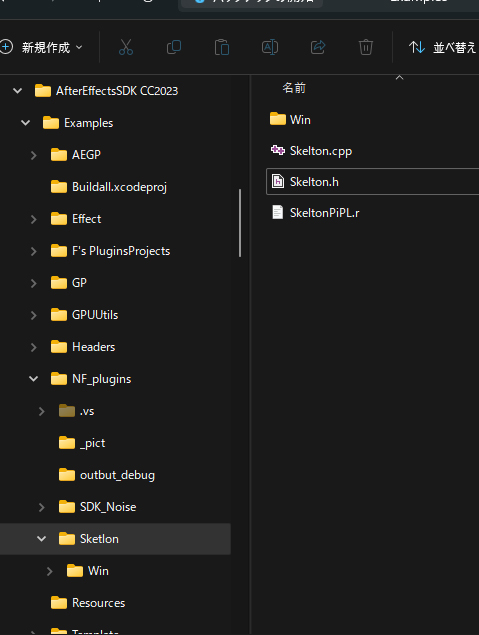 新規作成
並べ替え
AfterEffectsSDK CC2023
Examples
AEGP
Buildall.xcodeproj
Effect
F's PluginsProjects
GP
GPUUtils
Headers
NF_plugins
.vs
_pict
outbut_debug
SDK_Noise
Sketlon
Win
Resources
Template
名前
Win
Skelton.cpp
Skelton.h
SkeltonPiPL.r